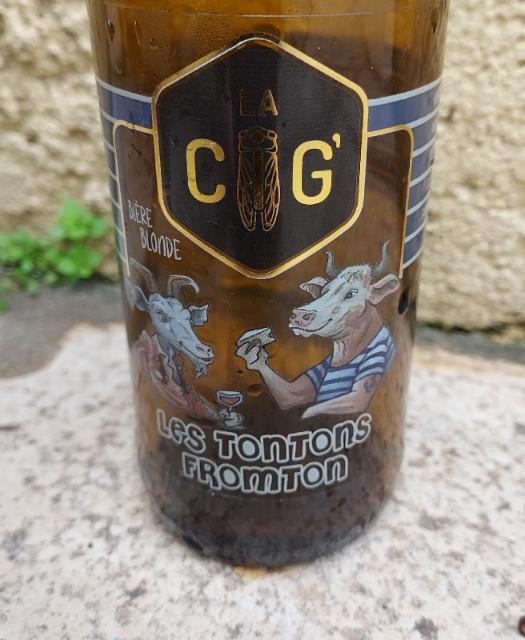 LA
C G'
BIÈRE
BLONDE
LES TONTONS
FROMTON